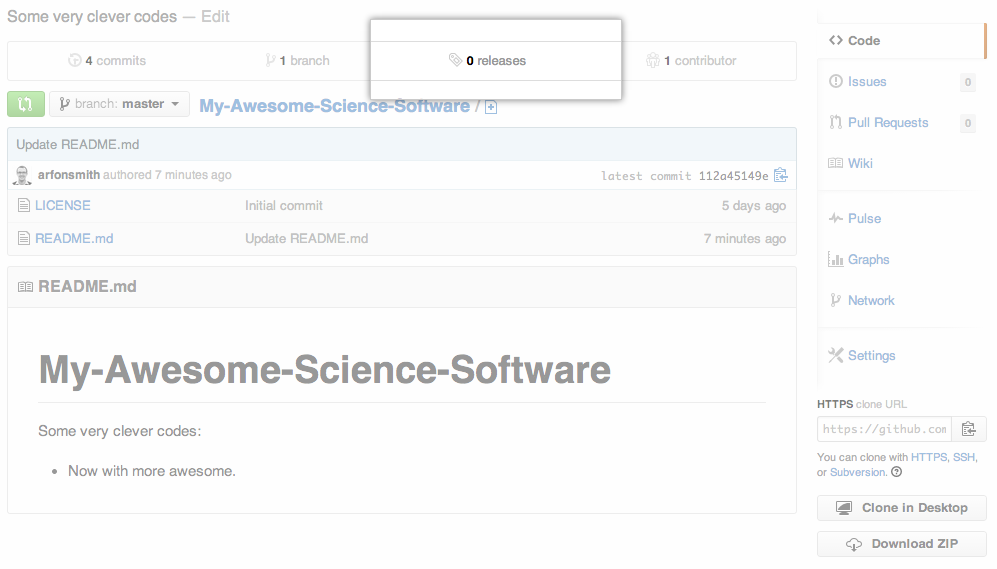 Some very clever codes — Edit
4 commits 1 branch 0 releases 1 contributor
branch: master My-Awesome-Science-Software /
Update README.md
arfonsmith authored 7 minutes ago latest commit 112a45149e
LICENSE Initial commit 5 days ago
README.md Update README.md 7 minutes ago
README.md
My-Awesome-Science-Software
Some very clever codes:
• Now with more awesome.
Code
Issues 0
Pull Requests 0
Wiki
Pulse
Graphs
Network
Settings
HTTPS clone URL
https://github.com
You can clone with HTTPS, SSH,
or Subversion.
Clone in Desktop
Download ZIP